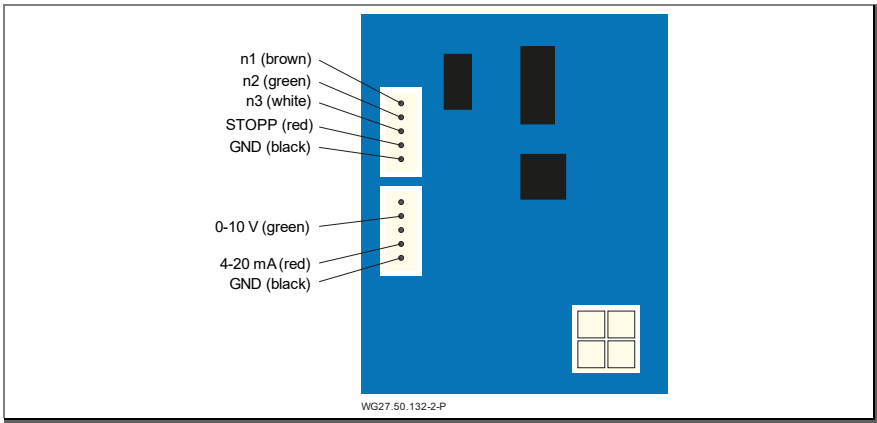 n1 (brown)
n2 (green)
n3 (white)
STOPP (red)
GND (black)
0-10 V (green)
4-20 mA (red)
GND (black)
WG27.50.132-2-P